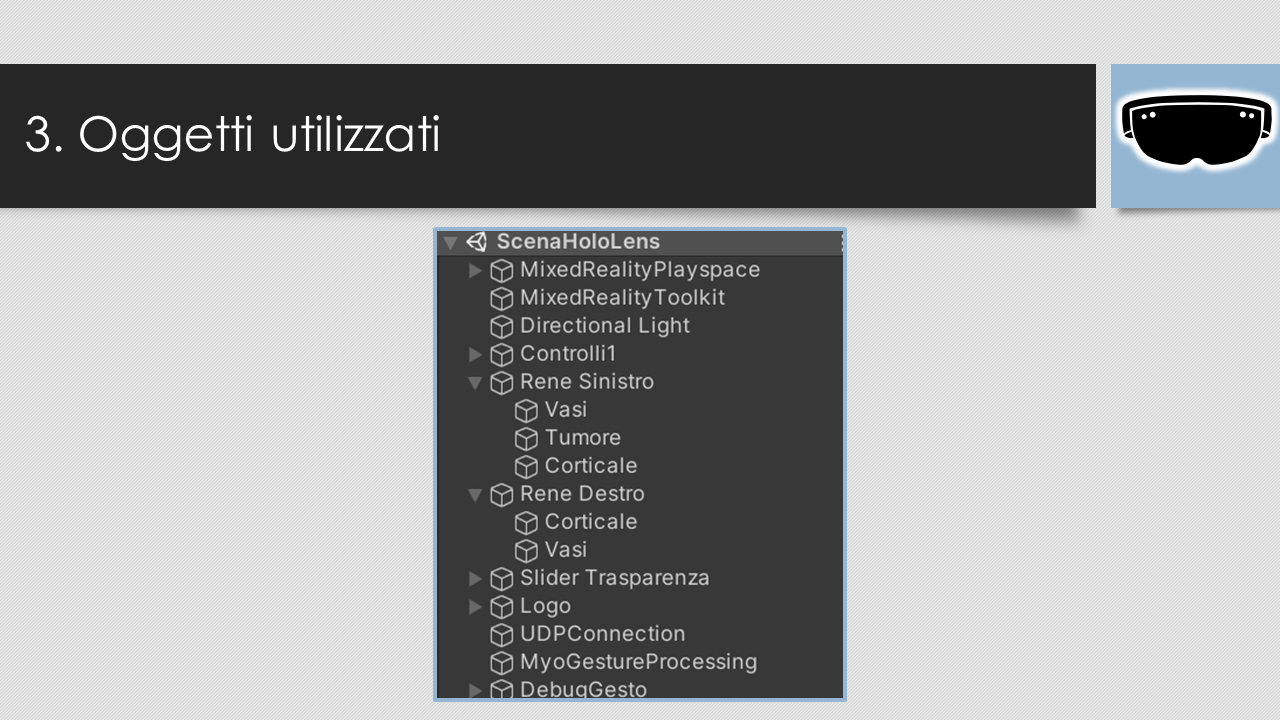 3. Oggetti utilizzati
ScenaHoloLens
MixedRealityPlayspace
MixedRealityToolkit
Directional Light
Controlli1
Rene Sinistro
Vasi
Tumore
Corticale
Rene Destro
Corticale
Vasi
Slider Trasparenza
Logo
UDPConnection
MyoGestureProcessing
DebugGesto